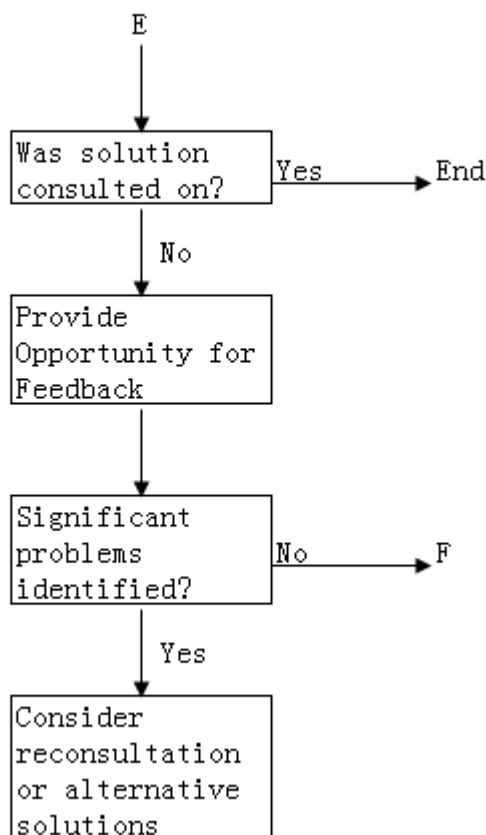 E
Was solution
consulted on?
Yes
End
No
Provide
Opportunity for
Feedback
Significant
problems
identified?
No
F
Yes
Consider
reconsultation
or alternative
solutions